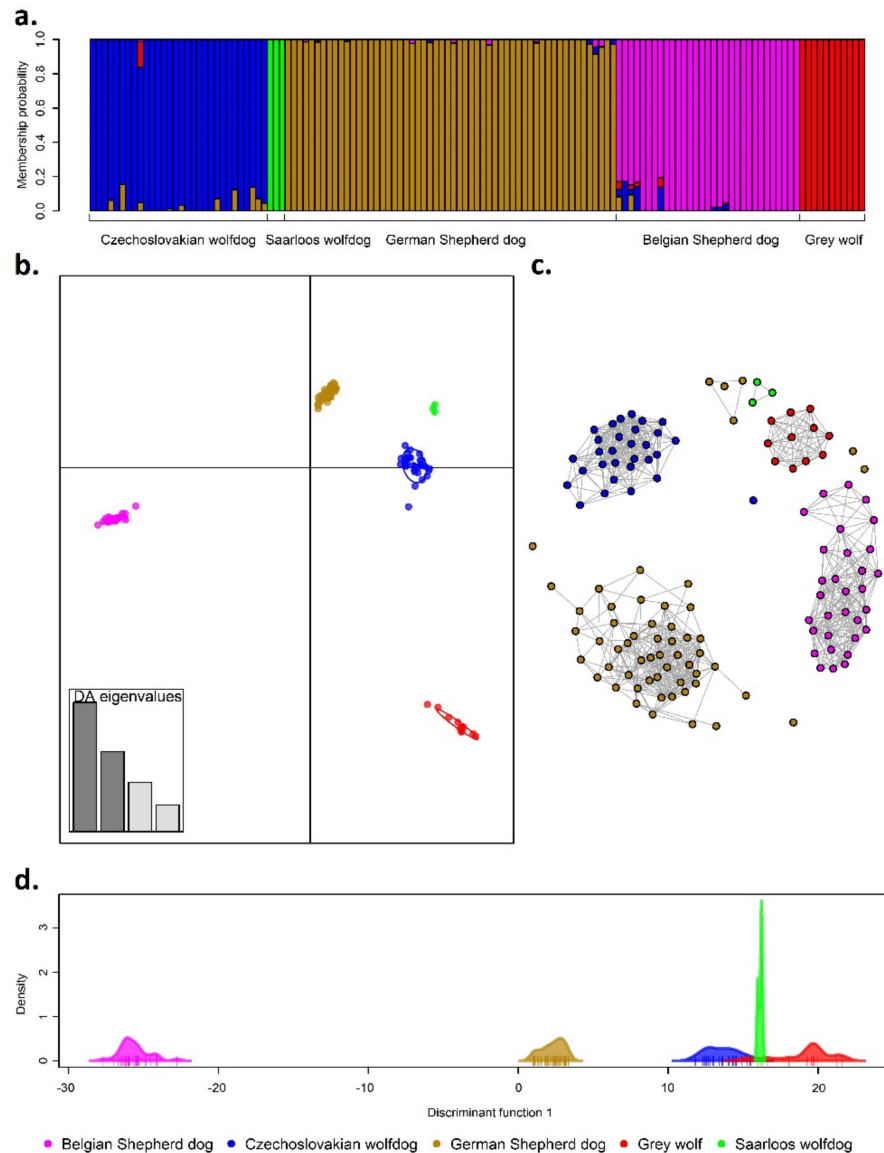 a.
Membership probability
1.0
0.8
0.6
0.4
0.2
0.0
Czechoslovakian wolfdog Saarloos wolfdog German Shepherd dog Belgian Shepherd dog Grey wolf
b.
c.
DA eigenvalues
d.
Density
3
2
1
0
-30 -20 -10 0 10 20
Discriminant function 1
Belgian Shepherd dog Czechoslovakian wolfdog German Shepherd dog Grey wolf Saarloos wolfdog